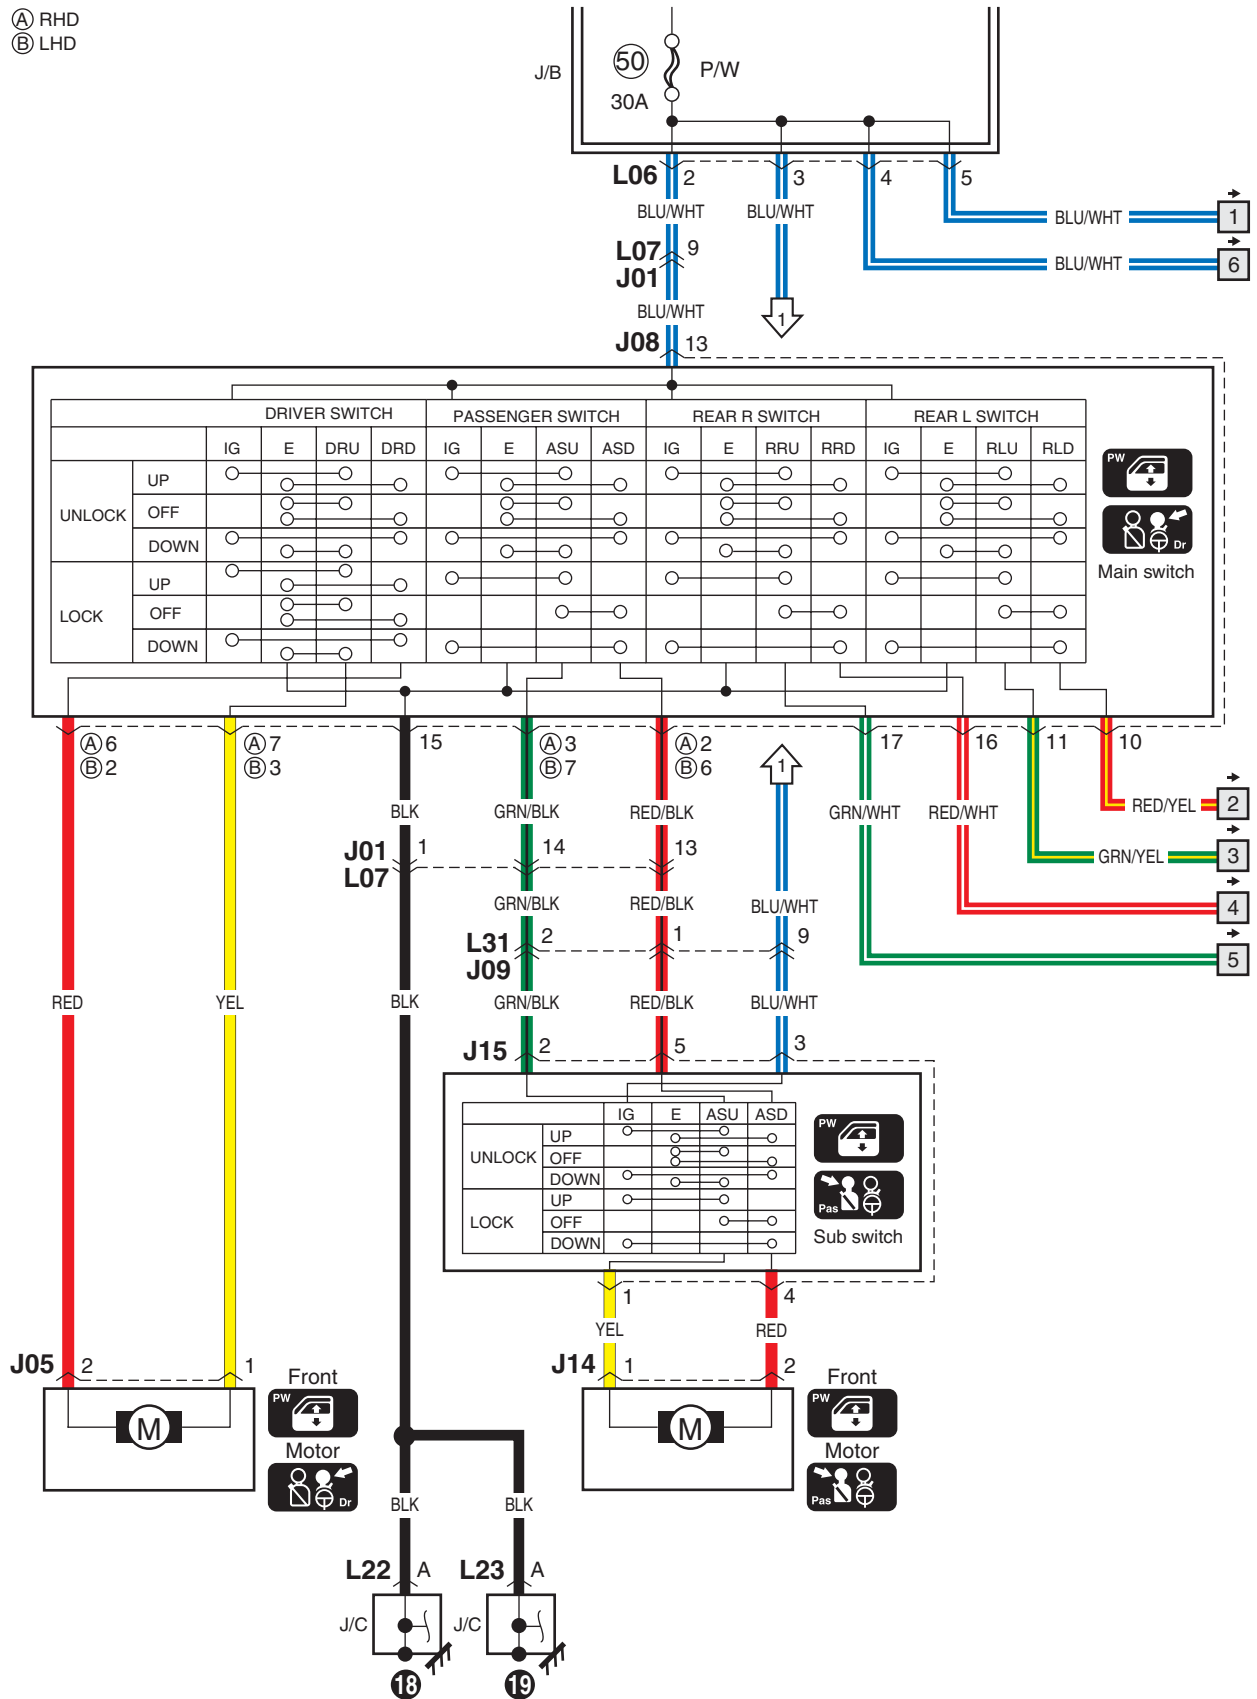 Ⓐ RHD
Ⓑ LHD
J/B
50
P/W
30A
L06 2 3 4 5
BLU/WHT BLU/WHT BLU/WHT 1
L07 9
J01
BLU/WHT 6
BLU/WHT 1
J08 13
DRIVER SWITCH PASSENGER SWITCH REAR R SWITCH REAR L SWITCH
IG E DRU DRD IG E ASU ASD IG E RRU RRD IG E RLU RLD
UNLOCK
UP
OFF
DOWN
LOCK
UP
OFF
DOWN
PW
Dr
Main switch
Ⓐ6 Ⓐ7 15 Ⓐ3 Ⓐ2 17 16 11 10
Ⓑ2 Ⓑ3 Ⓑ7 Ⓑ6
1
BLK GRN/BLK RED/BLK GRN/WHT RED/WHT RED/YEL 2
J01 1 14 13
L07
GRN/YEL 3
GRN/BLK RED/BLK BLU/WHT 4
L31 2 1 9
J09
5
RED YEL BLK GRN/BLK RED/BLK BLU/WHT
J15 2 5 3
IG E ASU ASD
UNLOCK
UP
OFF
DOWN
LOCK
UP
OFF
DOWN
PW
Pas
Sub switch
1 4
YEL RED
J05 2 1
M
Front
PW
Motor
Dr
J14 1 2
M
Front
PW
Motor
Pas
BLK BLK
L22 A L23 A
J/C J/C
18 19